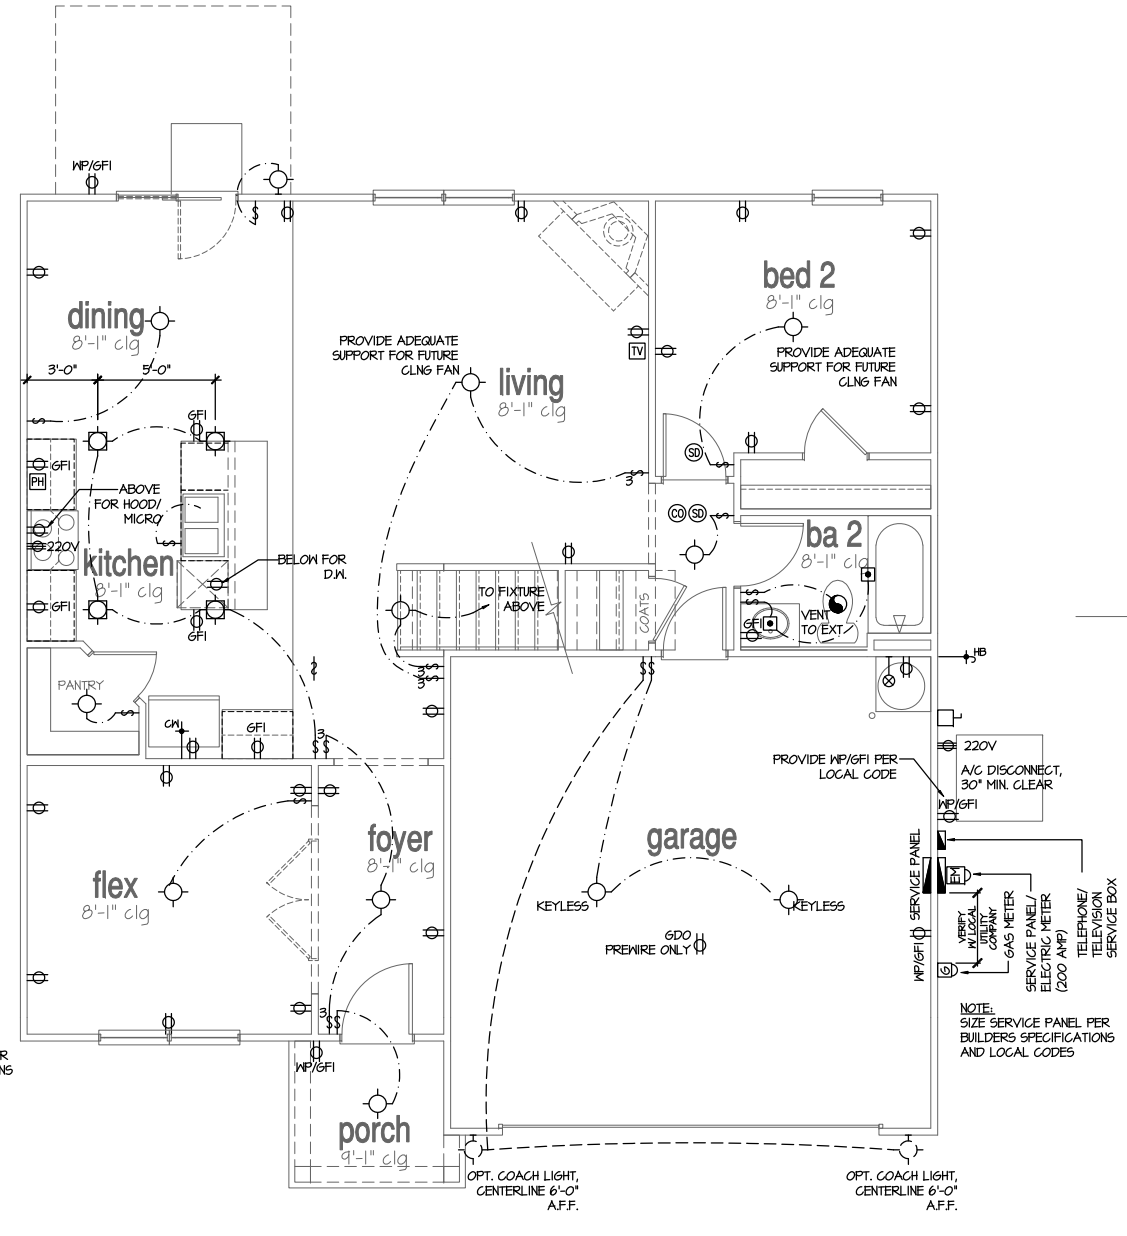 WP/GFI
dining
8'-1" clg
3'-0"
5'-0"
PROVIDE ADEQUATE
SUPPORT FOR FUTURE
CLNG FAN
living
8'-1" clg
TV
bed 2
8'-1" clg
PROVIDE ADEQUATE
SUPPORT FOR FUTURE
CLNG FAN
GFI
GFI
PH
ABOVE
FOR HOOD/
MICRO
220V
kitchen
8'-1" clg
BELOW FOR
D.W.
GFI
GFI
SD
3
CO
SD
ba 2
8'-1" clg
TO FIXTURE
ABOVE
COATS
GFI
VENT
TO EXT/
3
3
HB
PANTRY
CW
GFI
3
220V
A/C DISCONNECT,
30" MIN. CLEAR
PROVIDE WP/GFI PER
LOCAL CODE
WP/GFI
flex
8'-1" clg
foyer
8'-1" clg
garage
KEYLESS
KEYLESS
GDO
PREWIRE ONLY
SERVICE PANEL
EM
VERIFY
W/ LOCAL
UTILITY
COMPANY
GAS METER
SERVICE PANEL/
ELECTRIC METER
(200 AMP)
TELEPHONE/
TELEVISION
SERVICE BOX
WP/GFI
G
NOTE:
SIZE SERVICE PANEL PER
BUILDERS SPECIFICATIONS
AND LOCAL CODES
3
WP/GFI
R
NS
porch
9'-1" clg
OPT. COACH LIGHT,
CENTERLINE 6'-0"
A.F.F.
OPT. COACH LIGHT,
CENTERLINE 6'-0"
A.F.F.